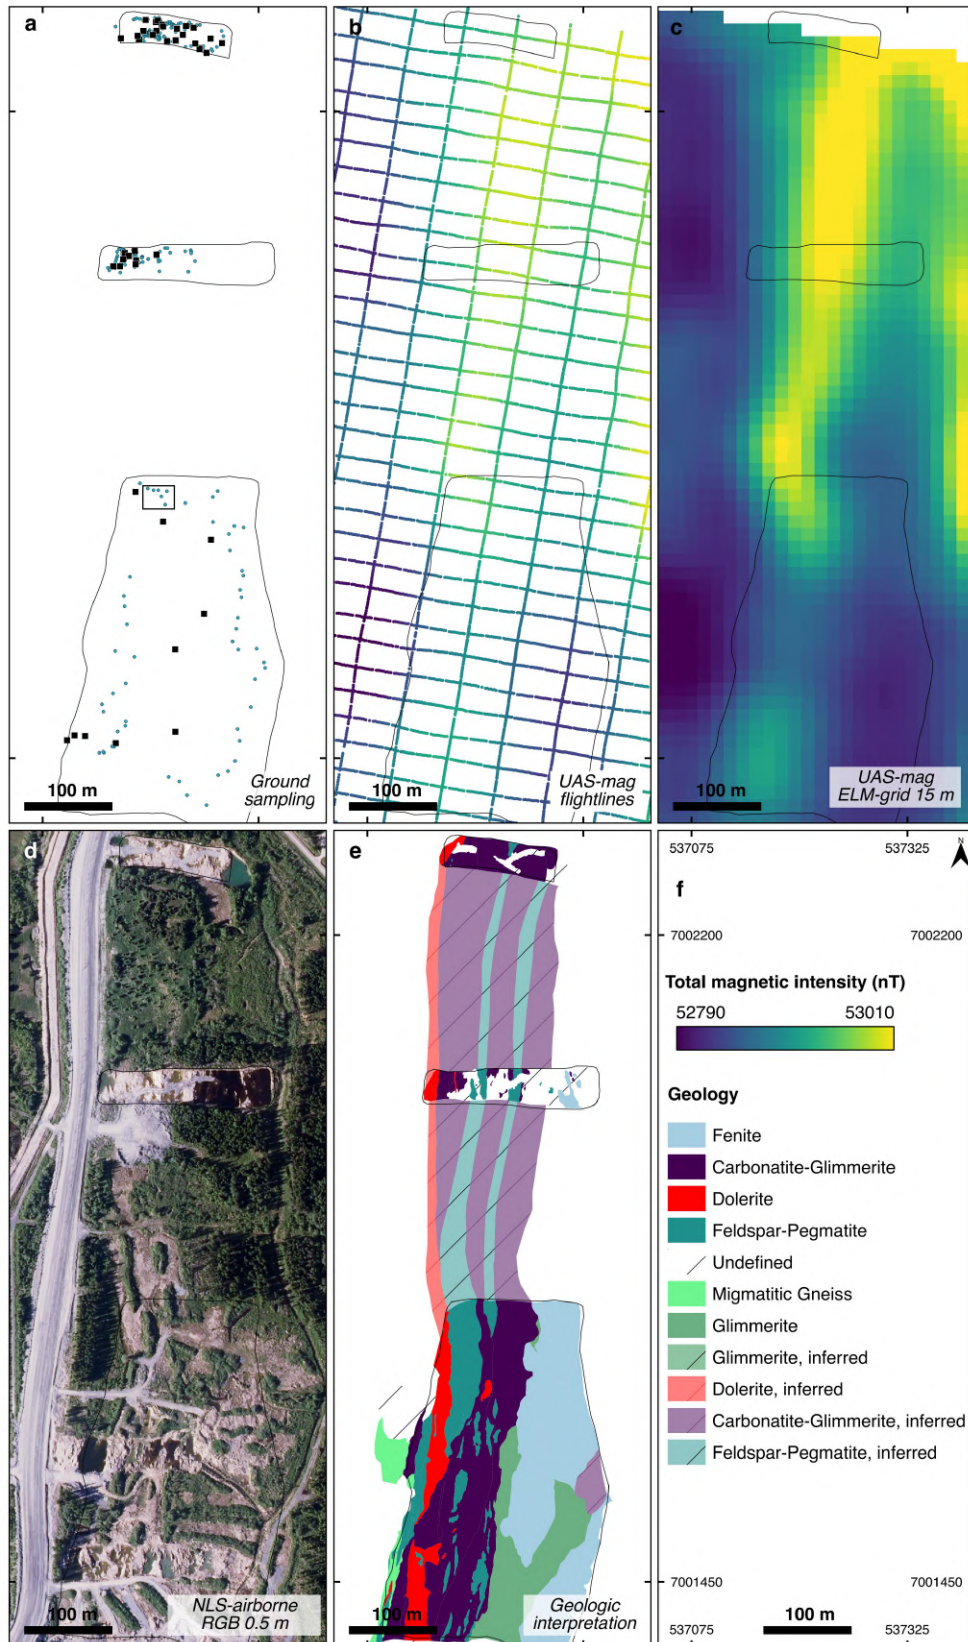 a
Ground
sampling
100 m
b
UAS-mag
flightlines
100 m
c
UAS-mag
ELM-grid 15 m
100 m
d
NLS-airborne
RGB 0.5 m
100 m
e
Geologic
interpretation
100 m
537075
537325
N
f
7002200
7002200
Total magnetic intensity (nT)
52790
53010
Geology
Fenite
Carbonatite-Glimmerite
Dolerite
Feldspar-Pegmatite
Undefined
Migmatitic Gneiss
Glimmerite
Glimmerite, inferred
Dolerite, inferred
Carbonatite-Glimmerite, inferred
Feldspar-Pegmatite, inferred
7001450
7001450
100 m
537075
537325